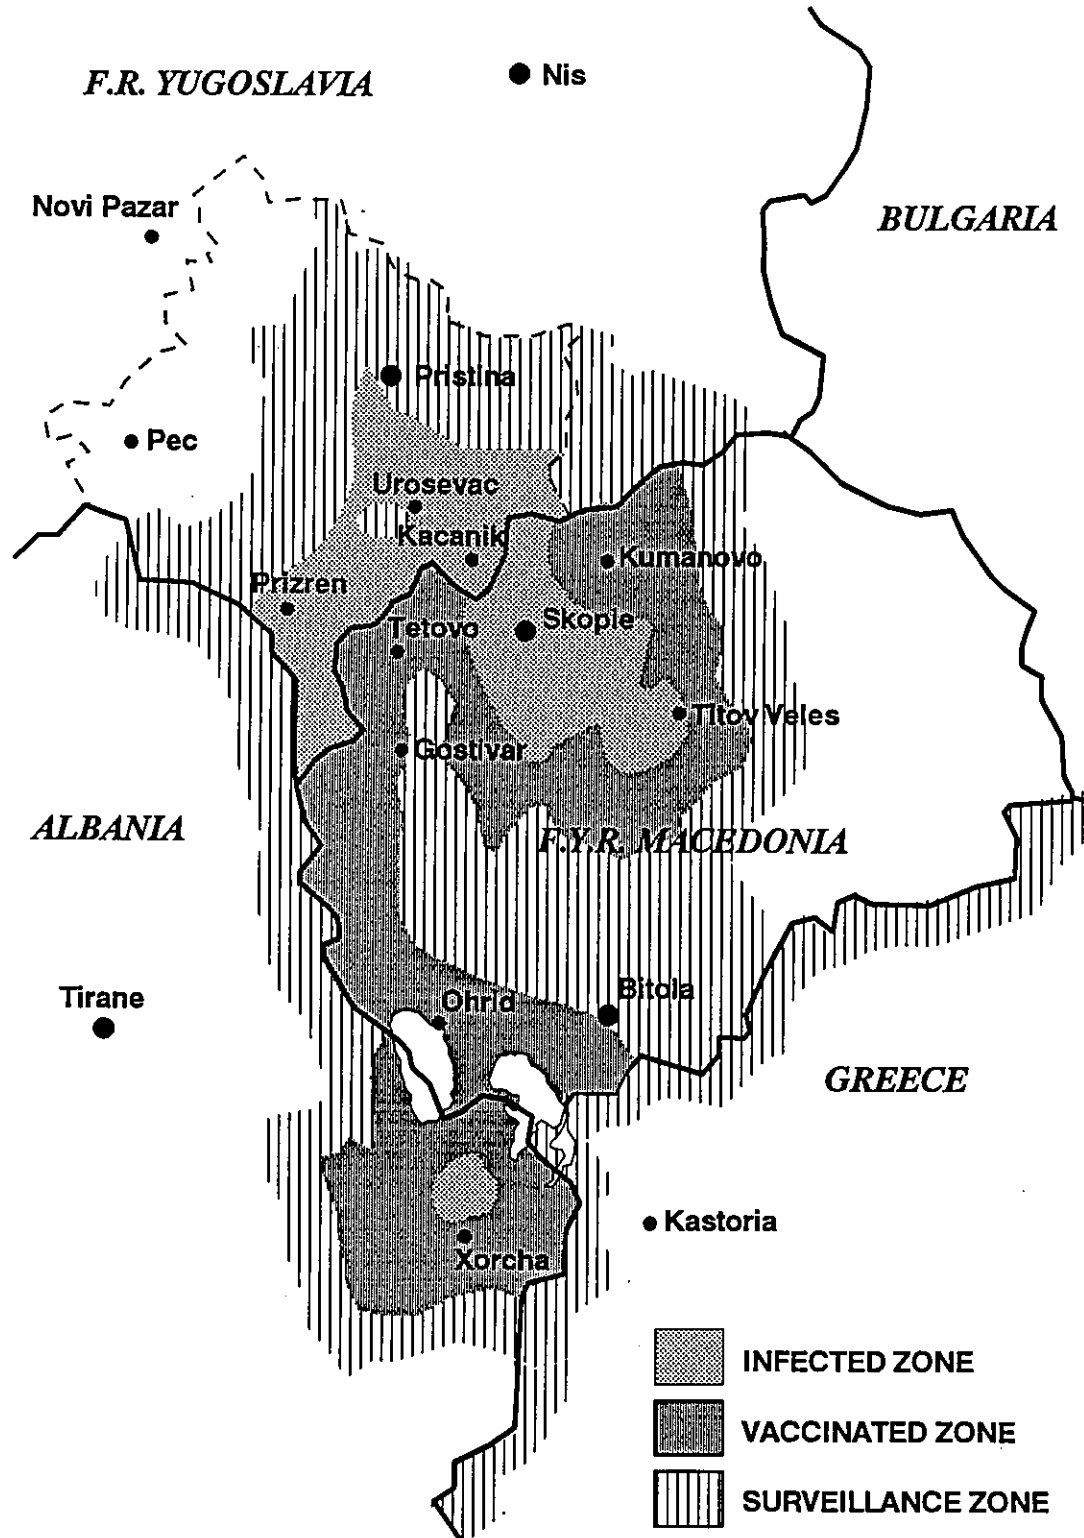 F.R. YUGOSLAVIA
Nis
Novi Pazar
BULGARIA
Pristina
Pec
Urosevac
Kacanik
Kumanovo
Prizren
Skopie
Tetovo
Titov Veles
Gostivar
ALBANIA
F.Y.R. MACEDONIA
Tirane
Ohrid
Bitola
GREECE
Kastoria
Xorcha
INFECTED ZONE
VACCINATED ZONE
SURVEILLANCE ZONE